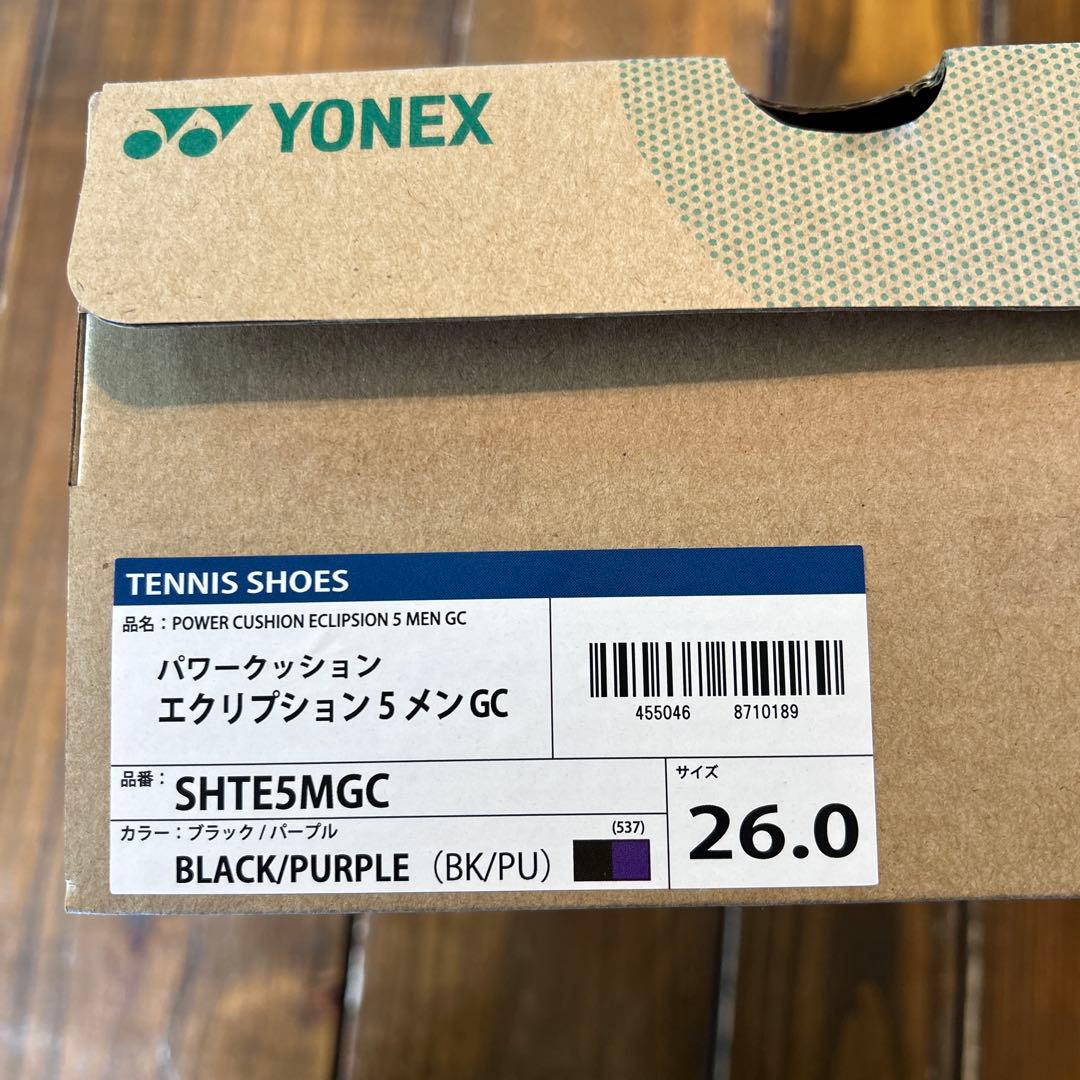 YONEX
TENNIS SHOES
品名：POWER CUSHION ECLIPSION 5 MEN GC
パワークッション
エクリプション 5 メン GC
455046 8710189
品番：SHTE5MGC
カラー：ブラック / パープル
(537)
BLACK/PURPLE （BK/PU）
サイズ
26.0